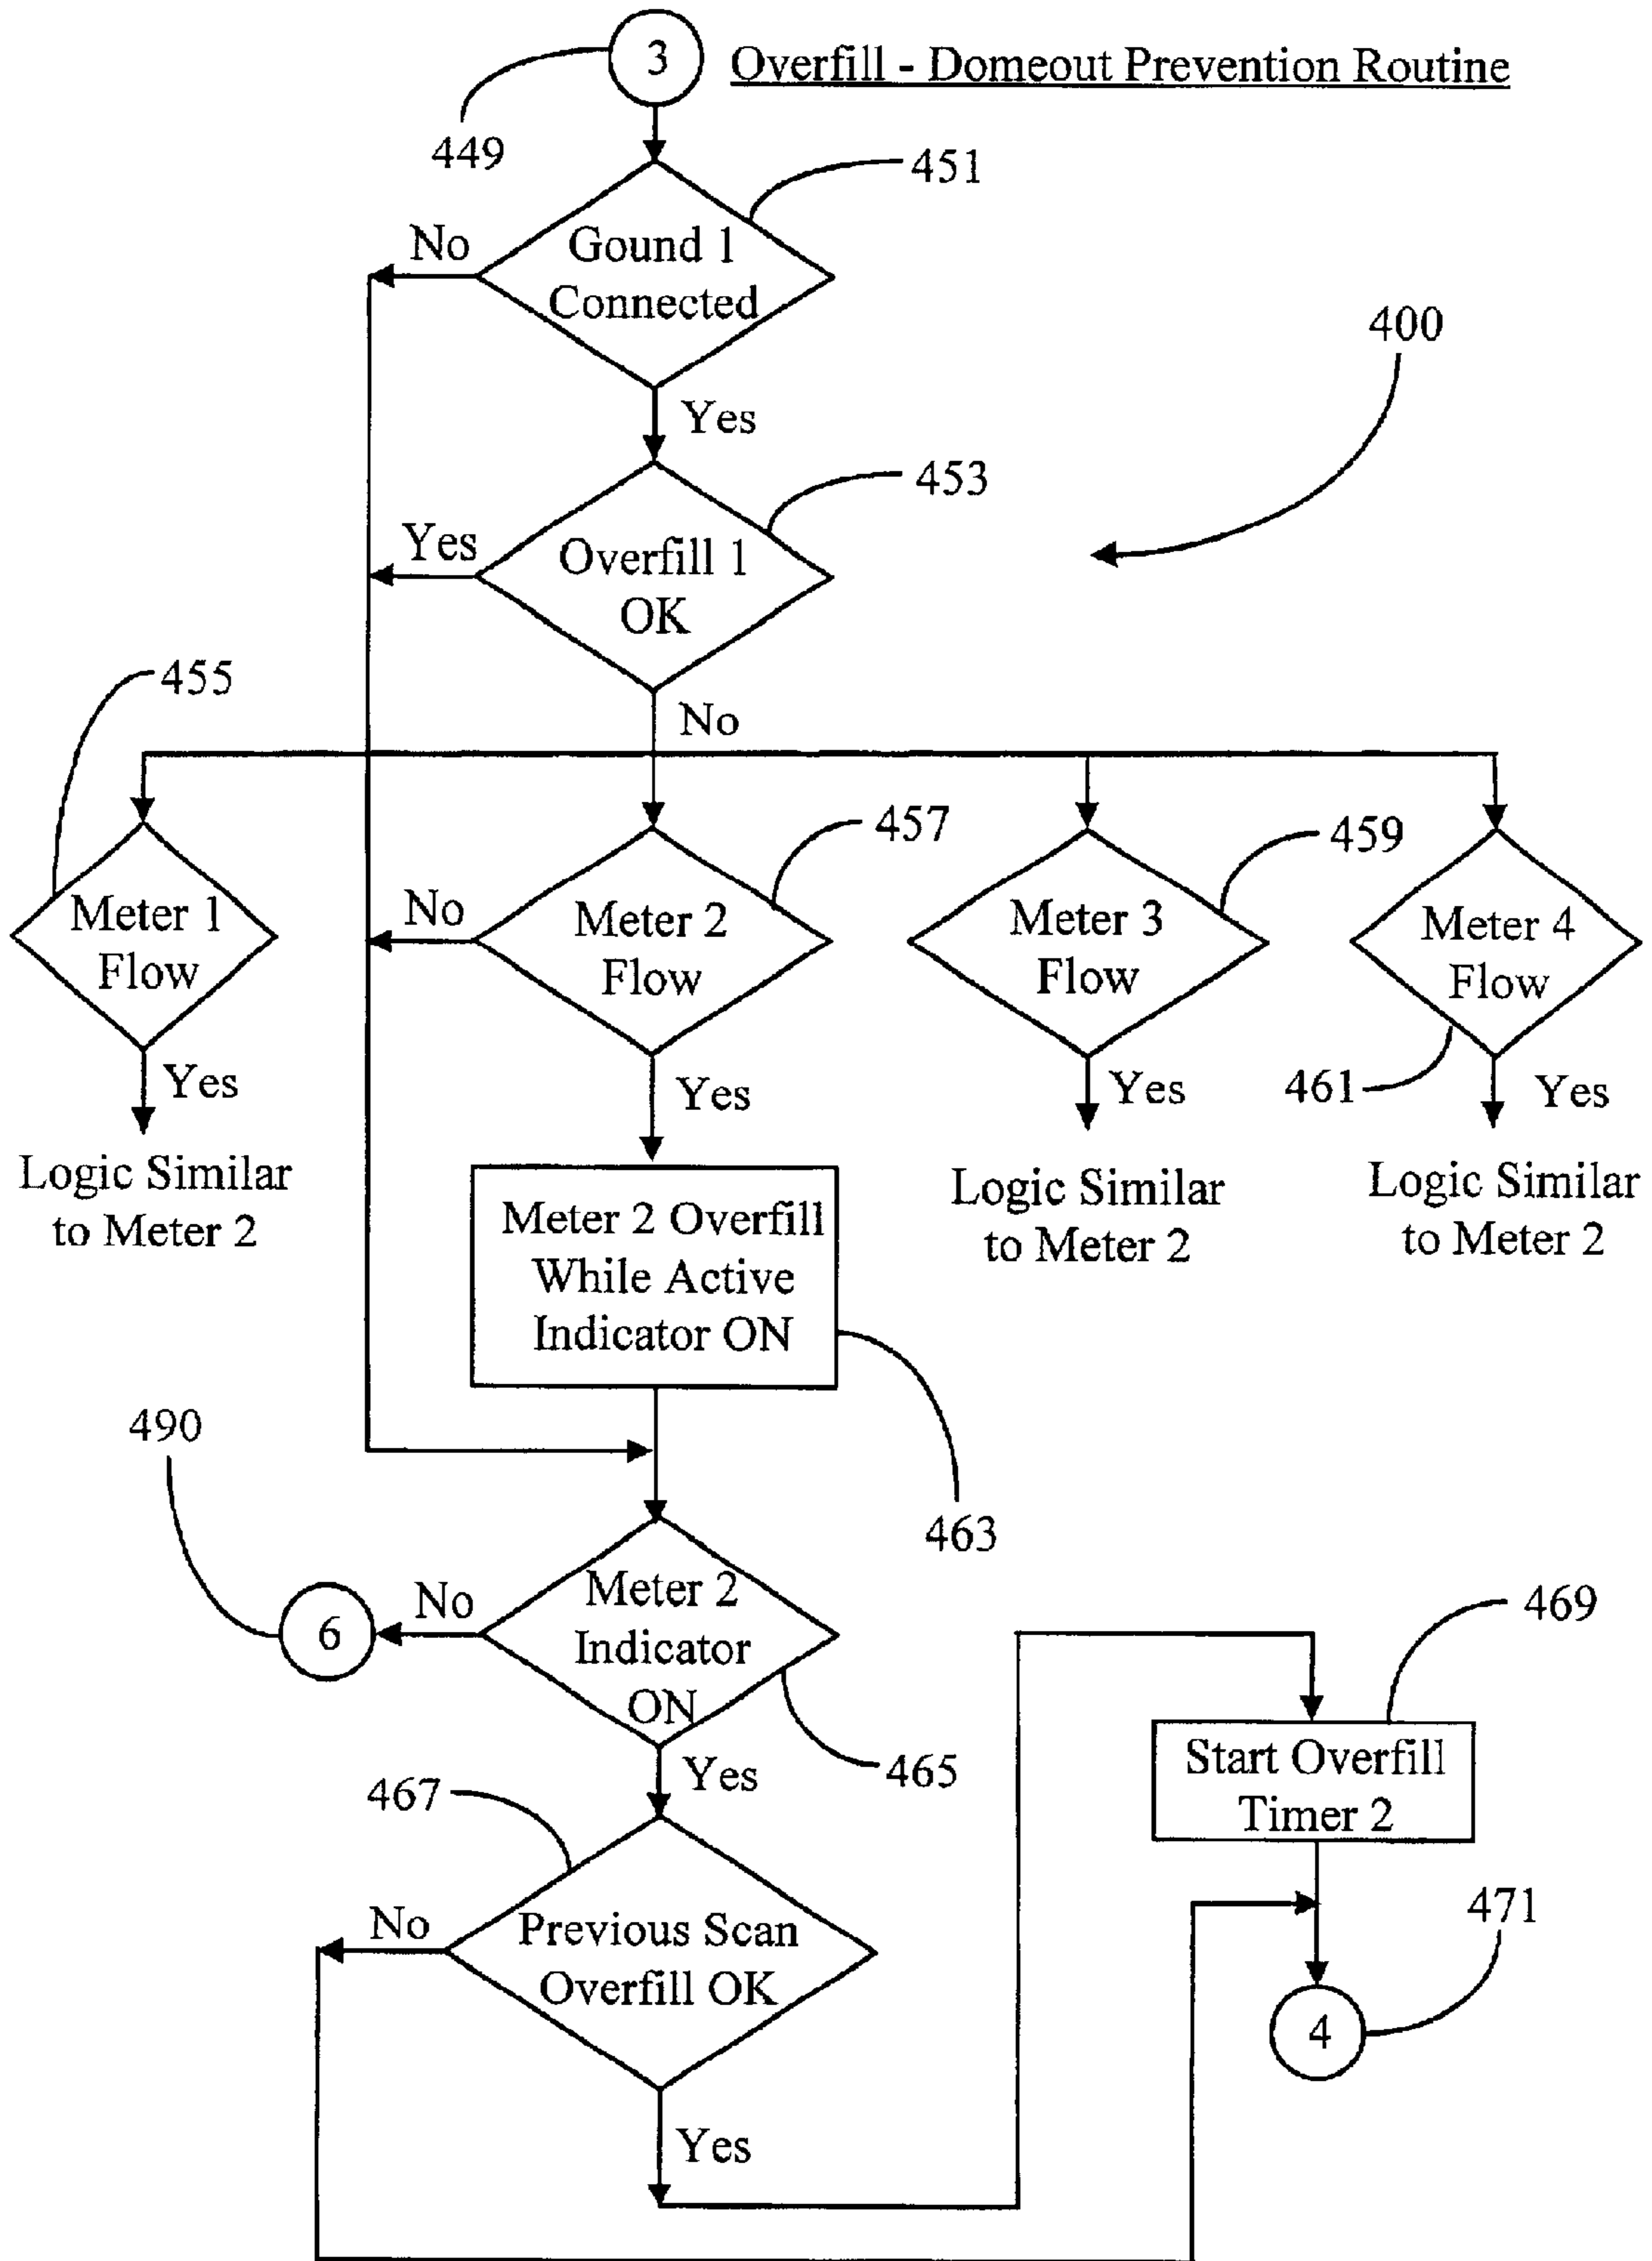 3
Overfill - Domeout Prevention Routine
449
451
No
Gound 1
Connected
400
Yes
453
Yes
Overfill 1
OK
455
No
457
459
Meter 1
Flow
No
Meter 2
Flow
Meter 3
Flow
Meter 4
Flow
461
Yes
Yes
Yes
Yes
Logic Similar
to Meter 2
Meter 2 Overfill
While Active
Indicator ON
Logic Similar
to Meter 2
Logic Similar
to Meter 2
490
463
6
No
Meter 2
Indicator
ON
469
465
467
Yes
Start Overfill
Timer 2
No
Previous Scan
Overfill OK
471
4
Yes